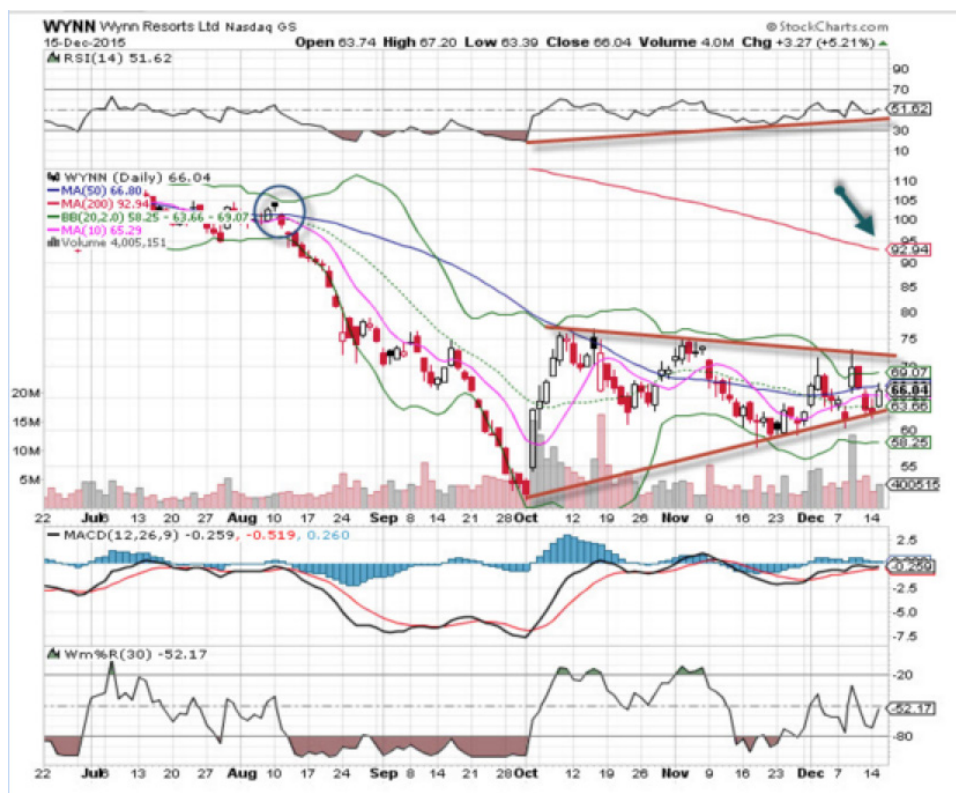 WYNN Wynn Resorts Ltd Nasdaq GS © StockCharts.com
15-Dec-2015 Open 63.74 High 67.20 Low 63.39 Close 66.04 Volume 4.0M Chg +3.27 (+5.21%)
RSI(14) 51.62
90
70
51.62
30
10
WYNN (Daily) 66.04
MA(50) 66.80
MA(200) 92.94
BB(20,2.0) 58.25 - 63.66 - 69.07
MA(10) 65.29
Volume 4,005,151
110
105
100
95
92.94
90
85
80
75
70
69.07
66.04
63.66
60
58.25
55
400515
20M
15M
10M
5M
22 Jul6 13 20 27 Aug 10 17 24 Sep 8 14 21 28 Oct 12 19 26 Nov 9 16 23 Dec 7 14
MACD(12,26,9) -0.259, -0.519, 0.260
2.5
-0.259
-2.5
-5.0
-7.5
Wm%R(30) -52.17
-20
-52.17
-80
22 Jul6 13 20 27 Aug 10 17 24 Sep 8 14 21 28 Oct 12 19 26 Nov 9 16 23 Dec 7 14